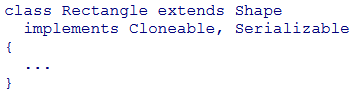 class Rectangle extends Shape
  implements Cloneable, Serializable
{
  ...
}